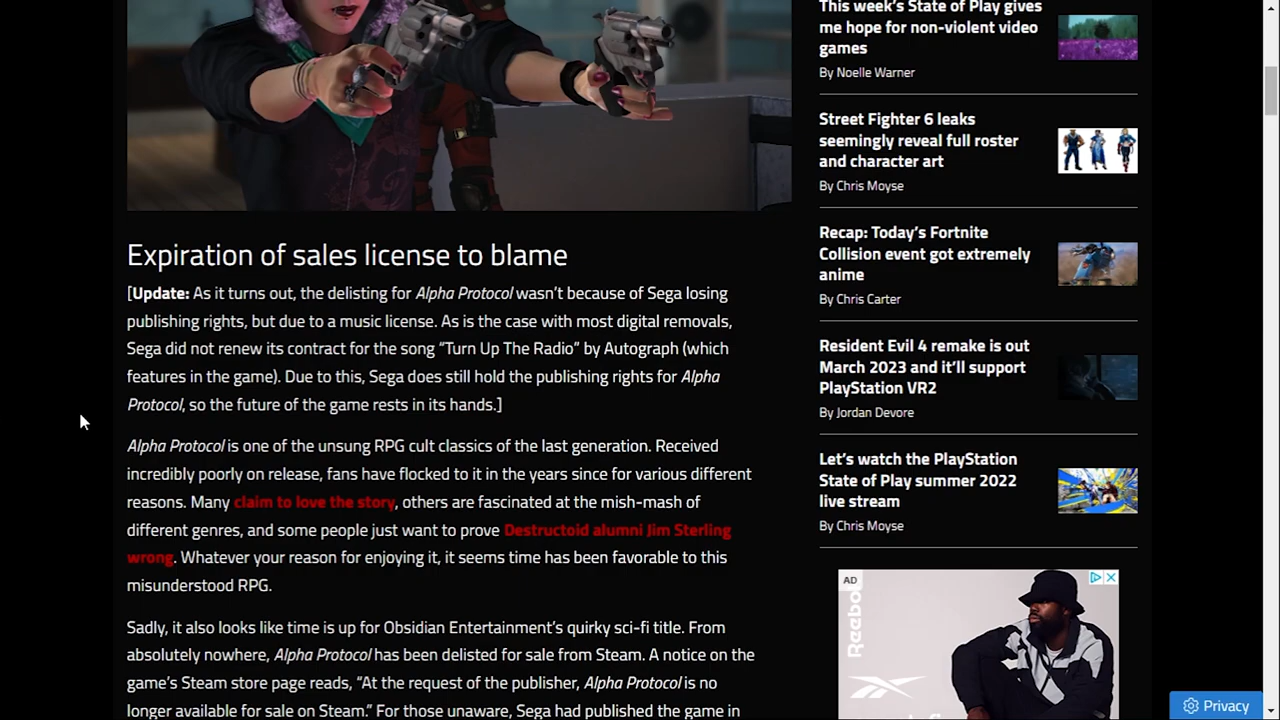 Expiration of sales license to blame
[Update: As it turns out, the delisting for Alpha Protocol wasn't because of Sega losing
publishing rights, but due to a music license. As is the case with most digital removals,
Sega did not renew its contract for the song “Turn Up The Radio” by Autograph (which
features in the game). Due to this, Sega does still hold the publishing rights for Alpha
Protocol, so the future of the game rests in its hands.]
Alpha Protocol is one of the unsung RPG cult classics of the last generation. Received
incredibly poorly on release, fans have flocked to it in the years since for various different
reasons. Many claim to love the story, others are fascinated at the mish-mash of
different genres, and some people just want to prove Destructoid alumni Jim Sterling
wrong. Whatever your reason for enjoying it, it seems time has been favorable to this
misunderstood RPG.
Sadly, it also looks like time is up for Obsidian Entertainment's quirky sci-fi title. From
absolutely nowhere, Alpha Protocol has been delisted for sale from Steam. A notice on the
game's Steam store page reads, “At the request of the publisher, Alpha Protocol is no
longer available for sale on Steam.” For those unaware, Sega had published the game in
This week's State of Play gives
me hope for non-violent video
games
By Noelle Warner
Street Fighter 6 leaks
seemingly reveal full roster
and character art
By Chris Moyse
Recap: Today's Fortnite
Collision event got extremely
anime
By Chris Carter
Resident Evil 4 remake is out
March 2023 and it'll support
PlayStation VR2
By Jordan Devore
Let's watch the PlayStation
State of Play summer 2022
live stream
By Chris Moyse
AD
Reebok
Privacy